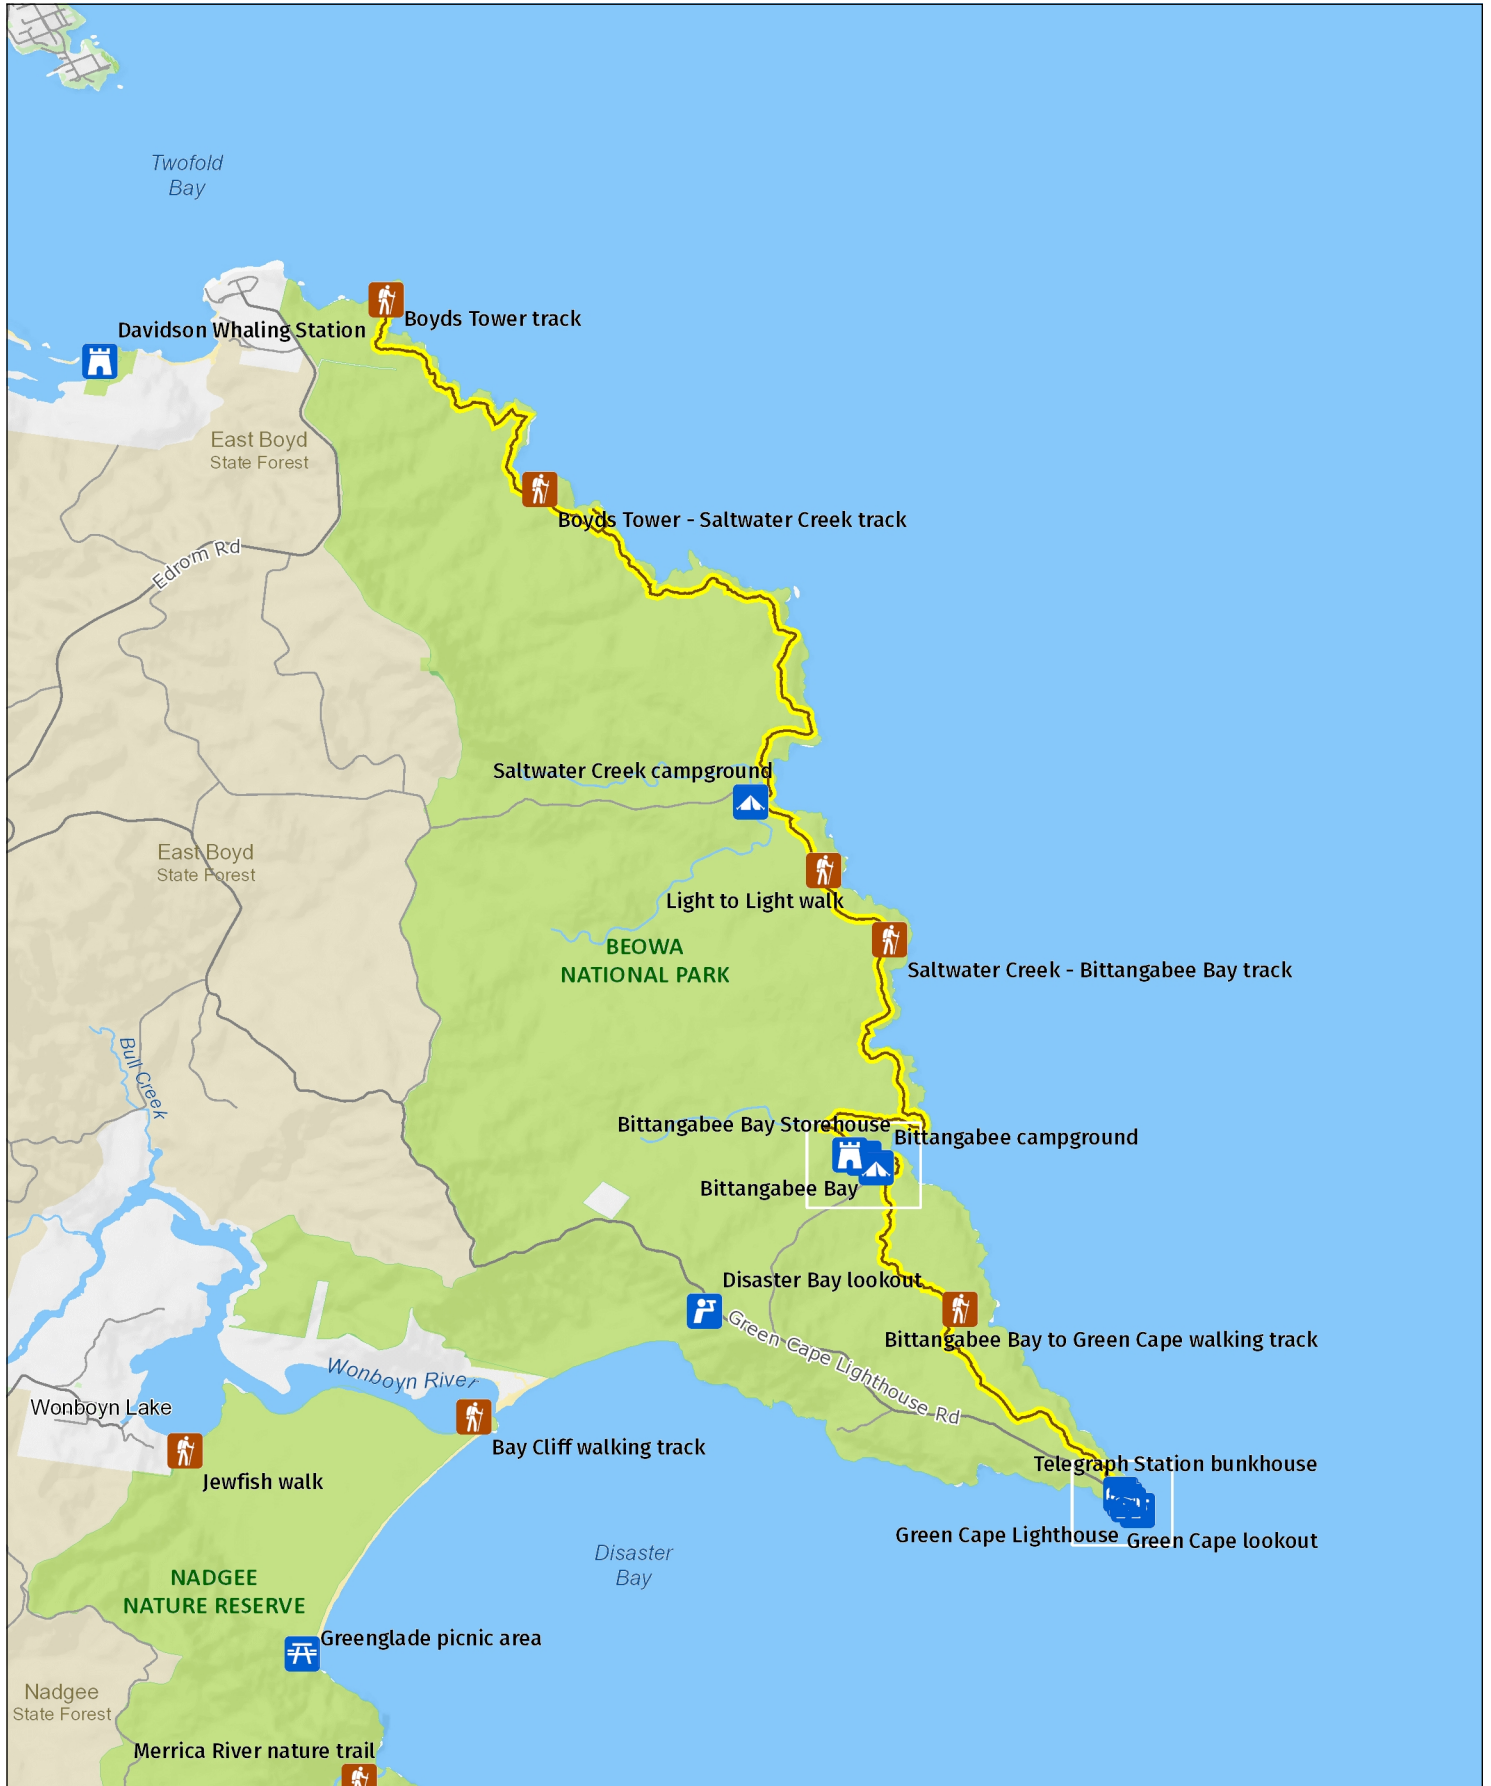 Twofold
Bay
Boyds Tower track
Davidson Whaling Station
East Boyd
State Forest
Boyds Tower - Saltwater Creek track
Edrom Rd
Saltwater Creek campground
East Boyd
State Forest
Light to Light walk
BEOWA
NATIONAL PARK
Saltwater Creek - Bittangabee Bay track
Bull Creek
Bittangabee Bay Storehouse
Bittangabee campground
Bittangabee Bay
Disaster Bay lookout
Green Cape Lighthouse Rd
Bittangabee Bay to Green Cape walking track
Wonboyn River
Wonboyn Lake
Bay Cliff walking track
Telegraph Station bunkhouse
Jewfish walk
Green Cape Lighthouse
Green Cape lookout
Disaster
Bay
NADGEE
NATURE RESERVE
Greenglade picnic area
Nadgee
State Forest
Merrica River nature trail